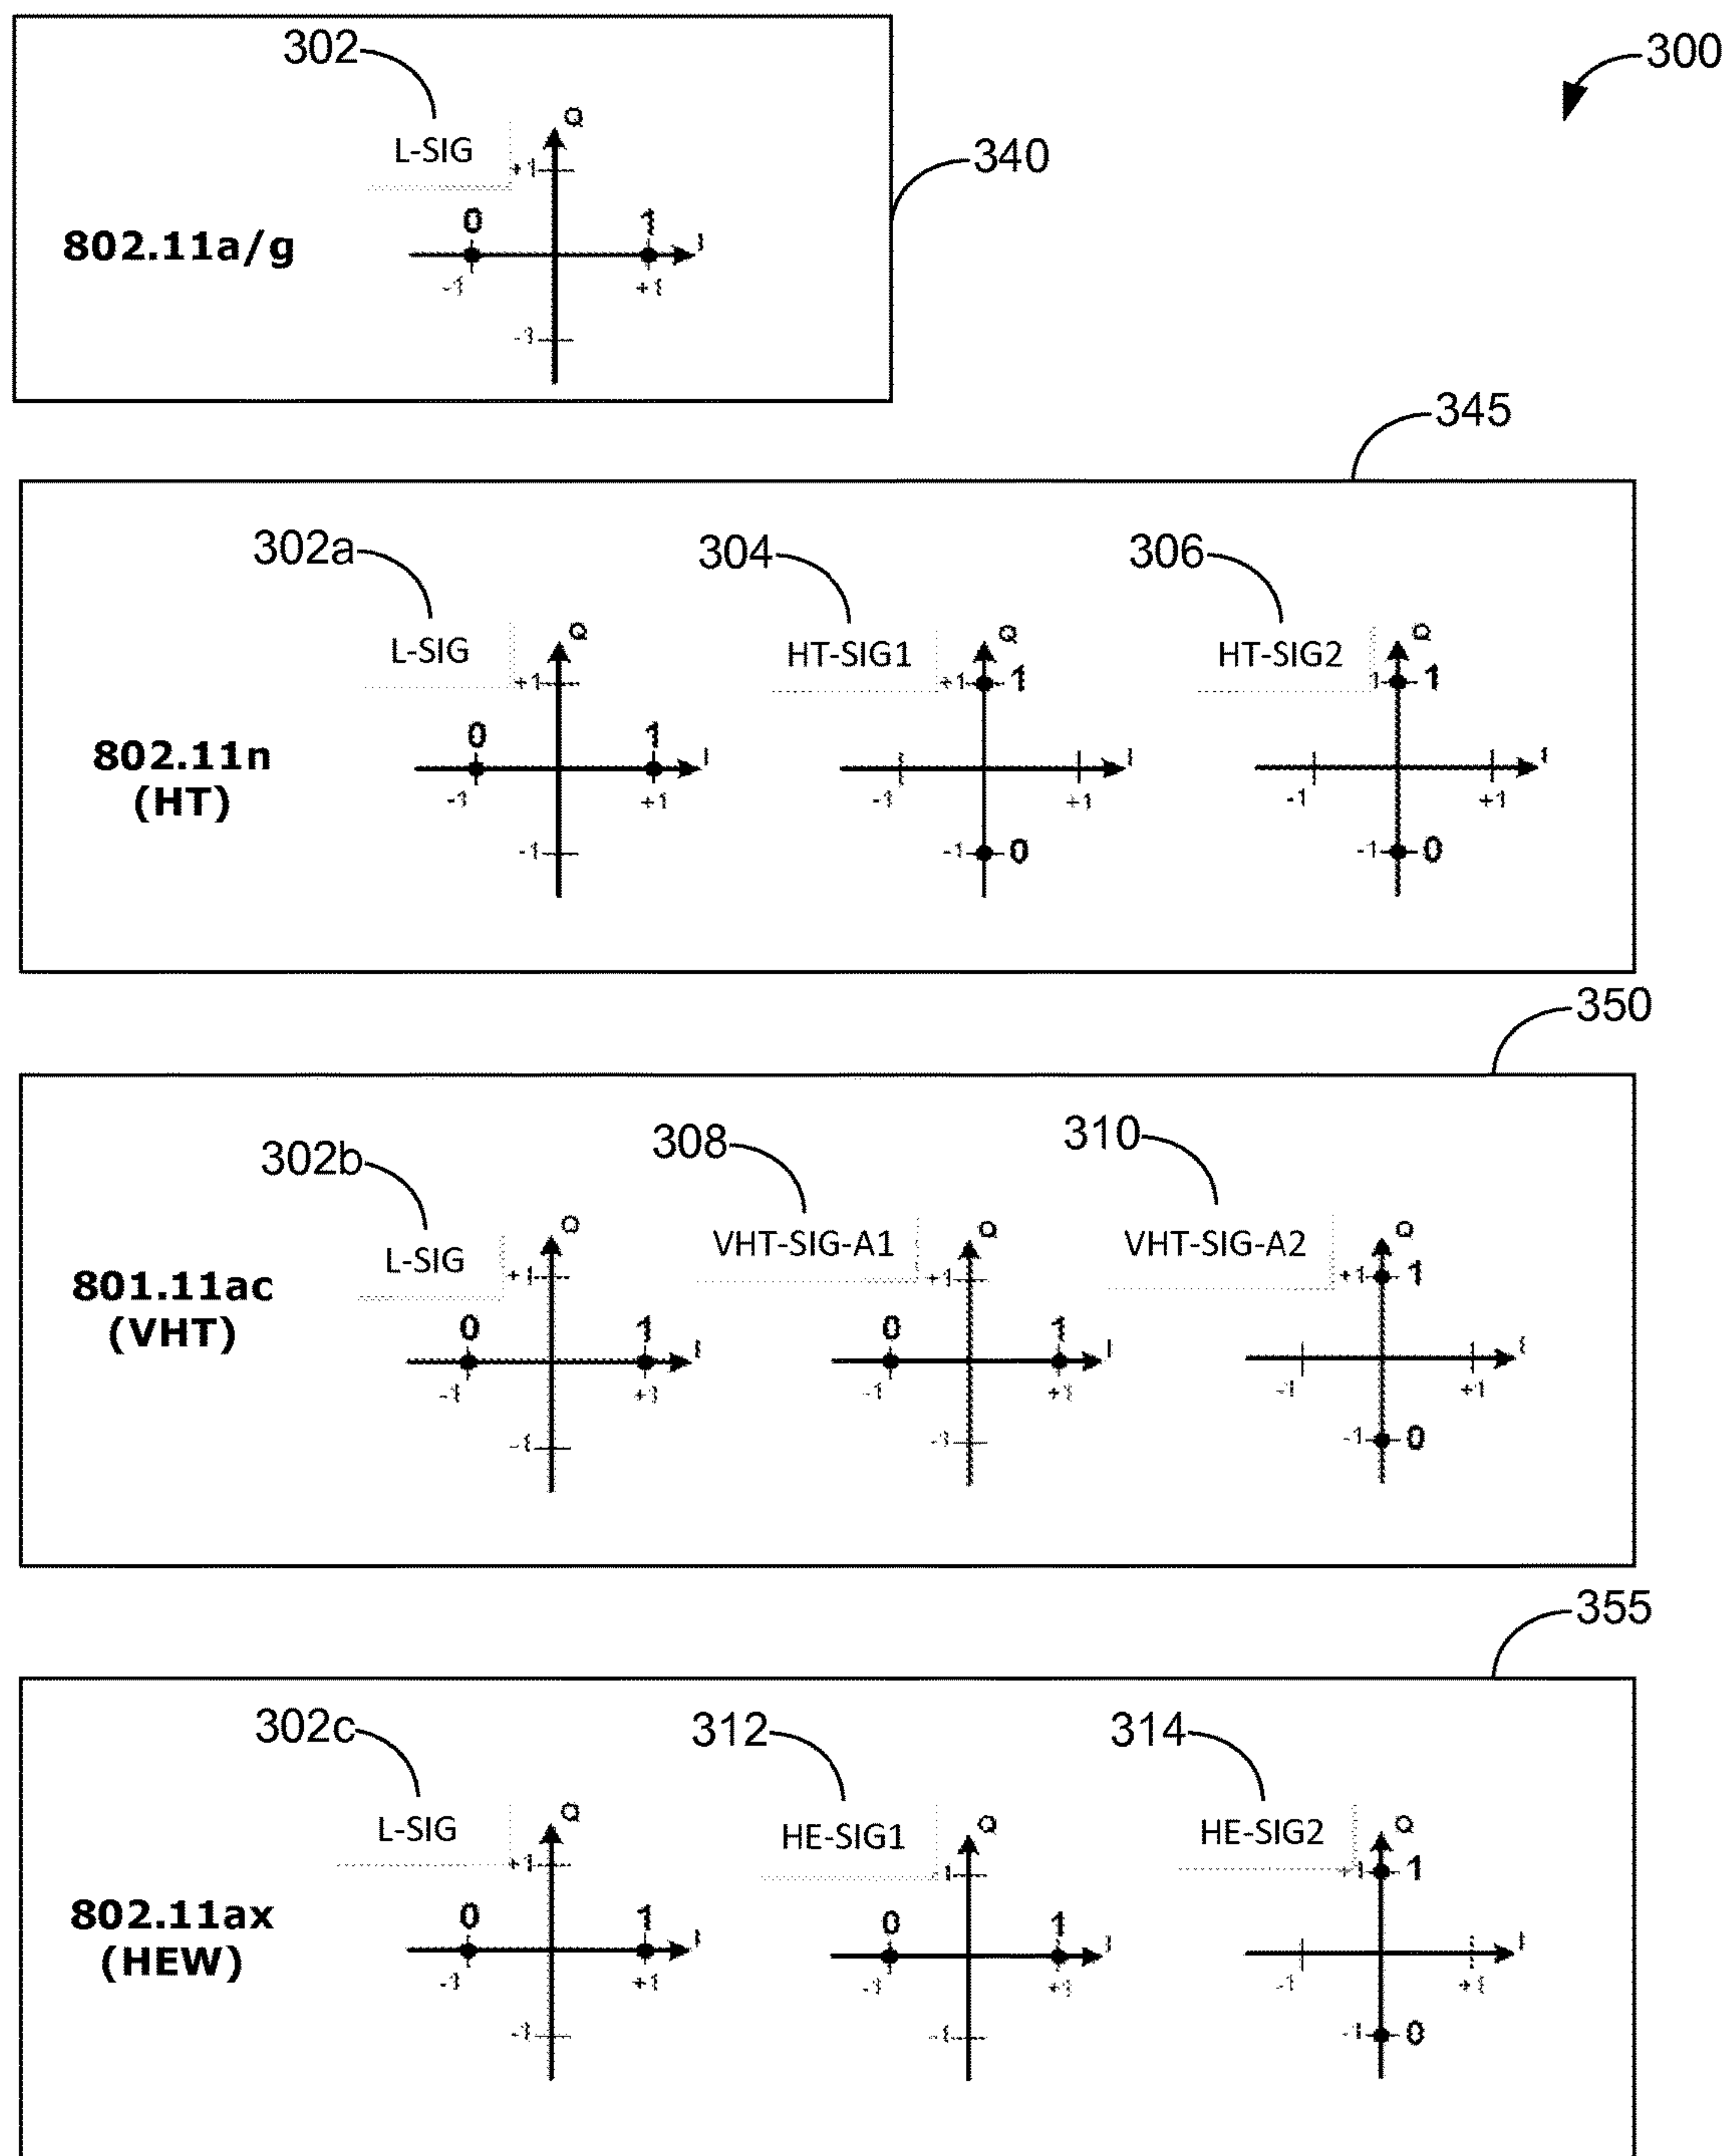 300
302
L-SIG
Q
+1
340
802.11a/g
0
1
I
-1
+1
-1
345
302a
304
306
L-SIG
Q
HT-SIG1
Q
HT-SIG2
Q
+1
+1
1
1
1
802.11n
(HT)
0
1
I
I
I
-1
+1
-1
+1
-1
+1
-1
-1
0
-1
0
350
302b
308
310
L-SIG
Q
VHT-SIG-A1
Q
VHT-SIG-A2
Q
+1
+1
+1
1
801.11ac
(VHT)
0
1
I
0
1
I
I
-1
+1
-1
+1
-1
+1
-1
-1
-1
0
355
302c
312
314
L-SIG
Q
HE-SIG1
Q
HE-SIG2
Q
+1
1
+1
1
802.11ax
(HEW)
0
1
I
0
1
I
I
-1
+1
-1
+1
-1
+1
-1
-1
-1
0